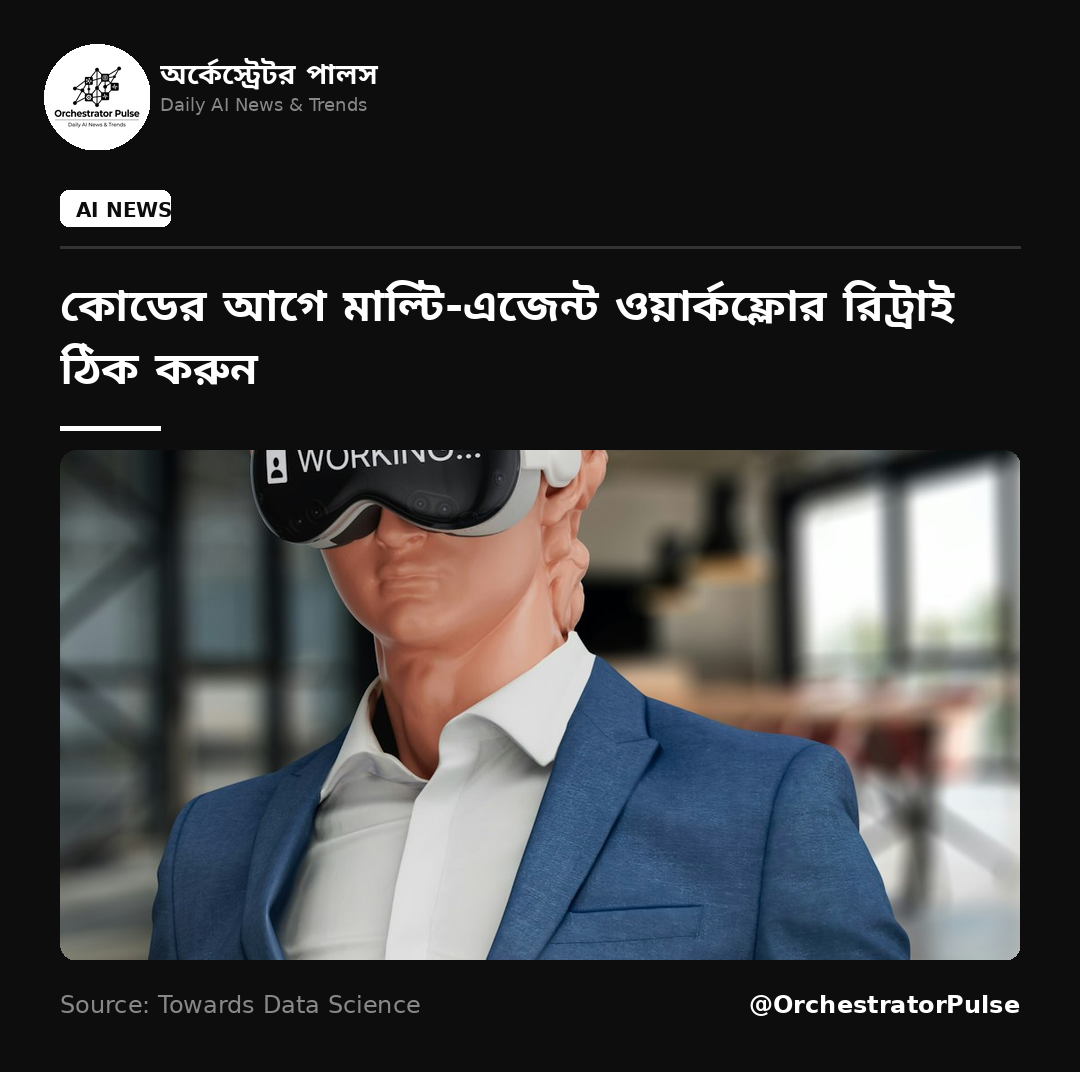 Orchestrator Pulse
Daily AI News & Trends
অর্কেস্ট্রেটর পালস
Daily AI News & Trends
AI NEWS
কোডের আগে মাল্টি-এজেন্ট ওয়ার্কফ্লোর রিট্রাই
ঠিক করুন
WORKING...
Source: Towards Data Science
@OrchestratorPulse